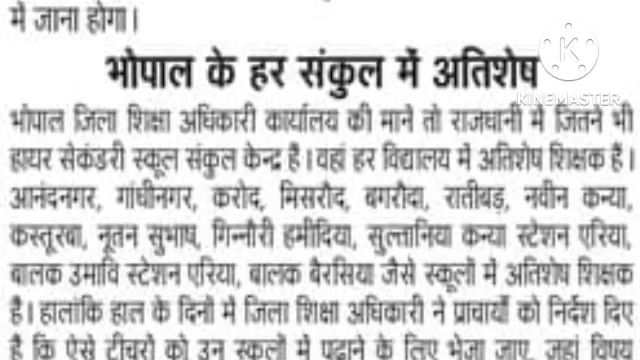 में जाना होगा।
भोपाल के हर संकुल में अतिशेष
KINEMASTER
भोपाल जिला शिक्षा अधिकारी कार्यालय की माने तो राजधानी में जितने भी
हायर सेकंडरी स्कूल संकुल केन्द्र है। वहां हर विद्यालय में अतिशेष शिक्षक है।
आनंदनगर, गांधीनगर, करोद, मिसरोद, बगरौदा, रातीबड़, नवीन कन्या,
कस्तूरबा, नूतन सुभाष, गिन्नौरी हमीदिया, सुल्तानिया कन्या स्टेशन एरिया,
बालक उमावि स्टेशन एरिया, बालक बैरसिया जैसे स्कूलों में अतिशेष शिक्षक
है। हालांकि हाल के दिनों में जिला शिक्षा अधिकारी ने प्राचार्यों को निर्देश दिए
है कि ऐसे टीचरो को उन स्कूलों में पढ़ाने के लिए भेजा जाए, जहां विषय